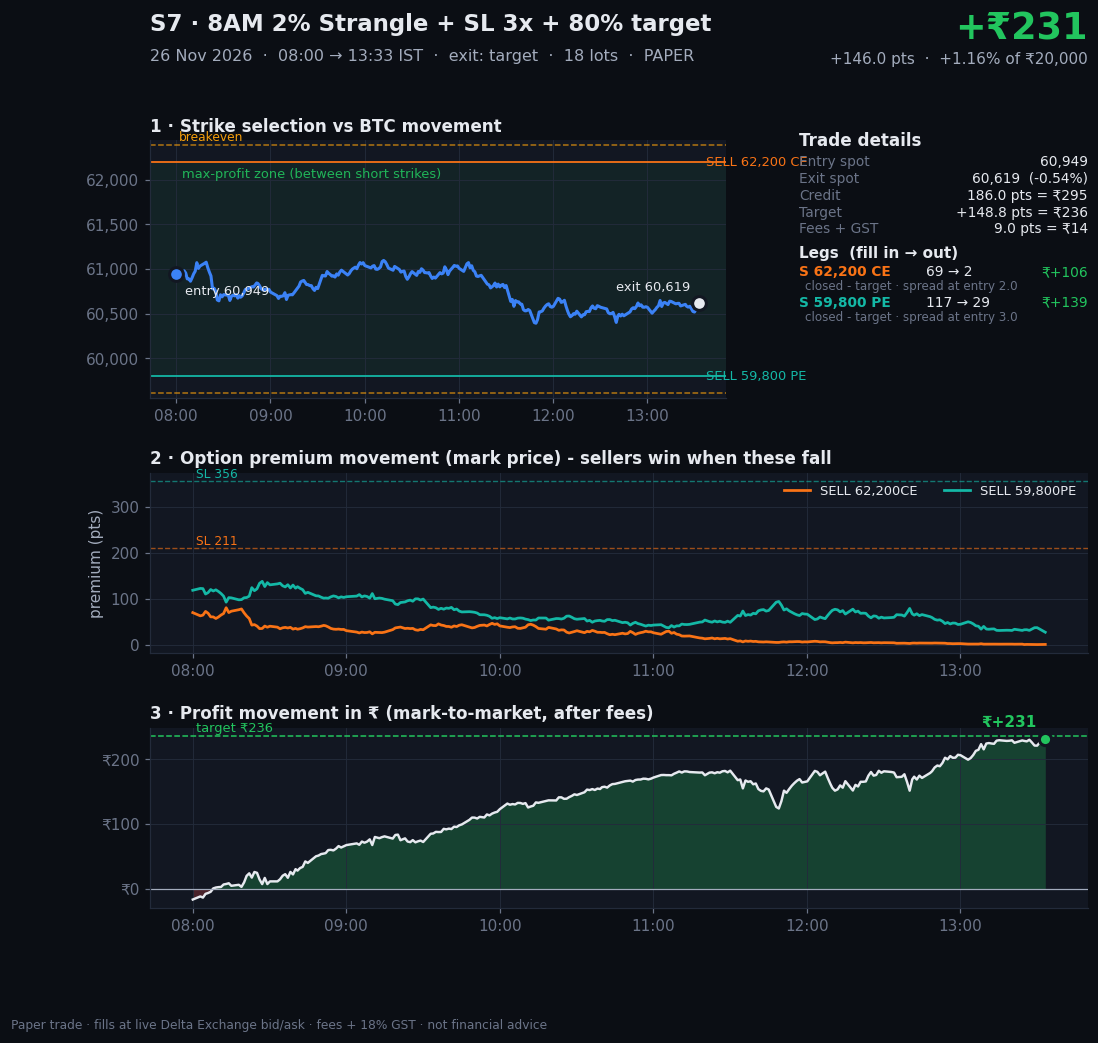 S7 · 8AM 2% Strangle + SL 3x + 80% target
+₹231
26 Nov 2026 · 08:00 → 13:33 IST · exit: target · 18 lots · PAPER
+146.0 pts · +1.16% of ₹20,000
1 · Strike selection vs BTC movement
breakeven
SELL 62,200 CE
max-profit zone (between short strikes)
62,000
61,500
61,000
60,500
60,000
entry 60,949
exit 60,619
SELL 59,800 PE
08:00 09:00 10:00 11:00 12:00 13:00
Trade details
Entry spot 60,949
Exit spot 60,619 (-0.54%)
Credit 186.0 pts = ₹295
Target +148.8 pts = ₹236
Fees + GST 9.0 pts = ₹14
Legs (fill in → out)
S 62,200 CE 69 → 2 ₹+106
closed - target · spread at entry 2.0
S 59,800 PE 117 → 29 ₹+139
closed - target · spread at entry 3.0
2 · Option premium movement (mark price) - sellers win when these fall
SL 356
SELL 62,200CE SELL 59,800PE
SL 211
premium (pts)
300
200
100
0
08:00 09:00 10:00 11:00 12:00 13:00
3 · Profit movement in ₹ (mark-to-market, after fees)
target ₹236
₹+231
₹200
₹100
₹0
08:00 09:00 10:00 11:00 12:00 13:00
Paper trade · fills at live Delta Exchange bid/ask · fees + 18% GST · not financial advice